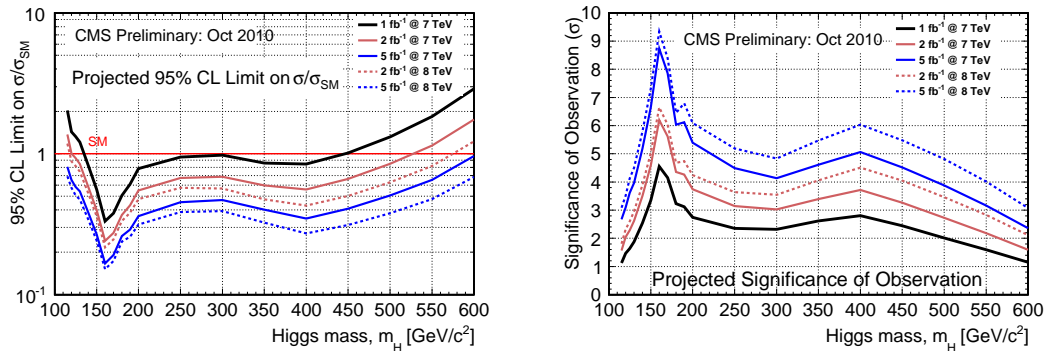 CMS Preliminary: Oct 2010
1 fb⁻¹ @ 7 TeV
2 fb⁻¹ @ 7 TeV
5 fb⁻¹ @ 7 TeV
2 fb⁻¹ @ 8 TeV
5 fb⁻¹ @ 8 TeV
Projected 95% CL Limit on σ/σ_SM
SM
95% CL Limit on σ/σ_SM
10
1
10⁻¹
100 150 200 250 300 350 400 450 500 550 600
Higgs mass, m_H [GeV/c²]
CMS Preliminary: Oct 2010
1 fb⁻¹ @ 7 TeV
2 fb⁻¹ @ 7 TeV
5 fb⁻¹ @ 7 TeV
2 fb⁻¹ @ 8 TeV
5 fb⁻¹ @ 8 TeV
Significance of Observation (σ)
10
9
8
7
6
5
4
3
2
1
0
Projected Significance of Observation
100 150 200 250 300 350 400 450 500 550 600
Higgs mass, m_H [GeV/c²]